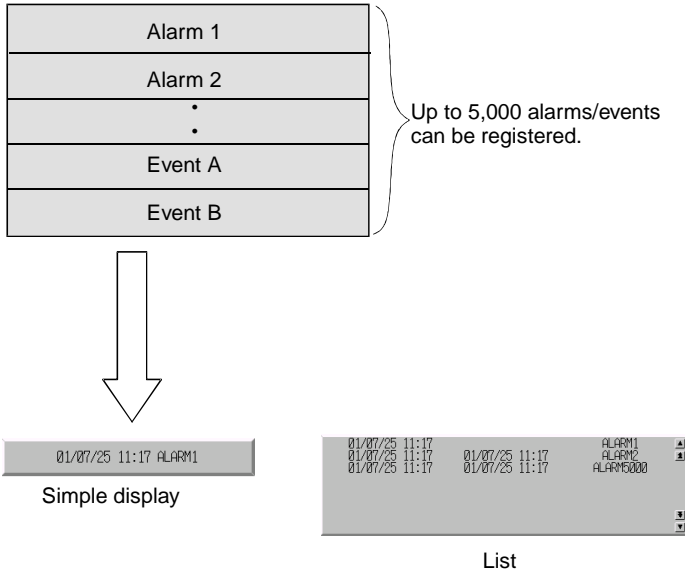 Alarm 1
Alarm 2
Up to 5,000 alarms/events
can be registered.
Event A
Event B
01/07/25 11:17 ALARM1
Simple display
01/07/25 11:17 ALARM1
01/07/25 11:17 01/07/25 11:17 ALARM2
01/07/25 11:17 01/07/25 11:17 ALARM5000
List